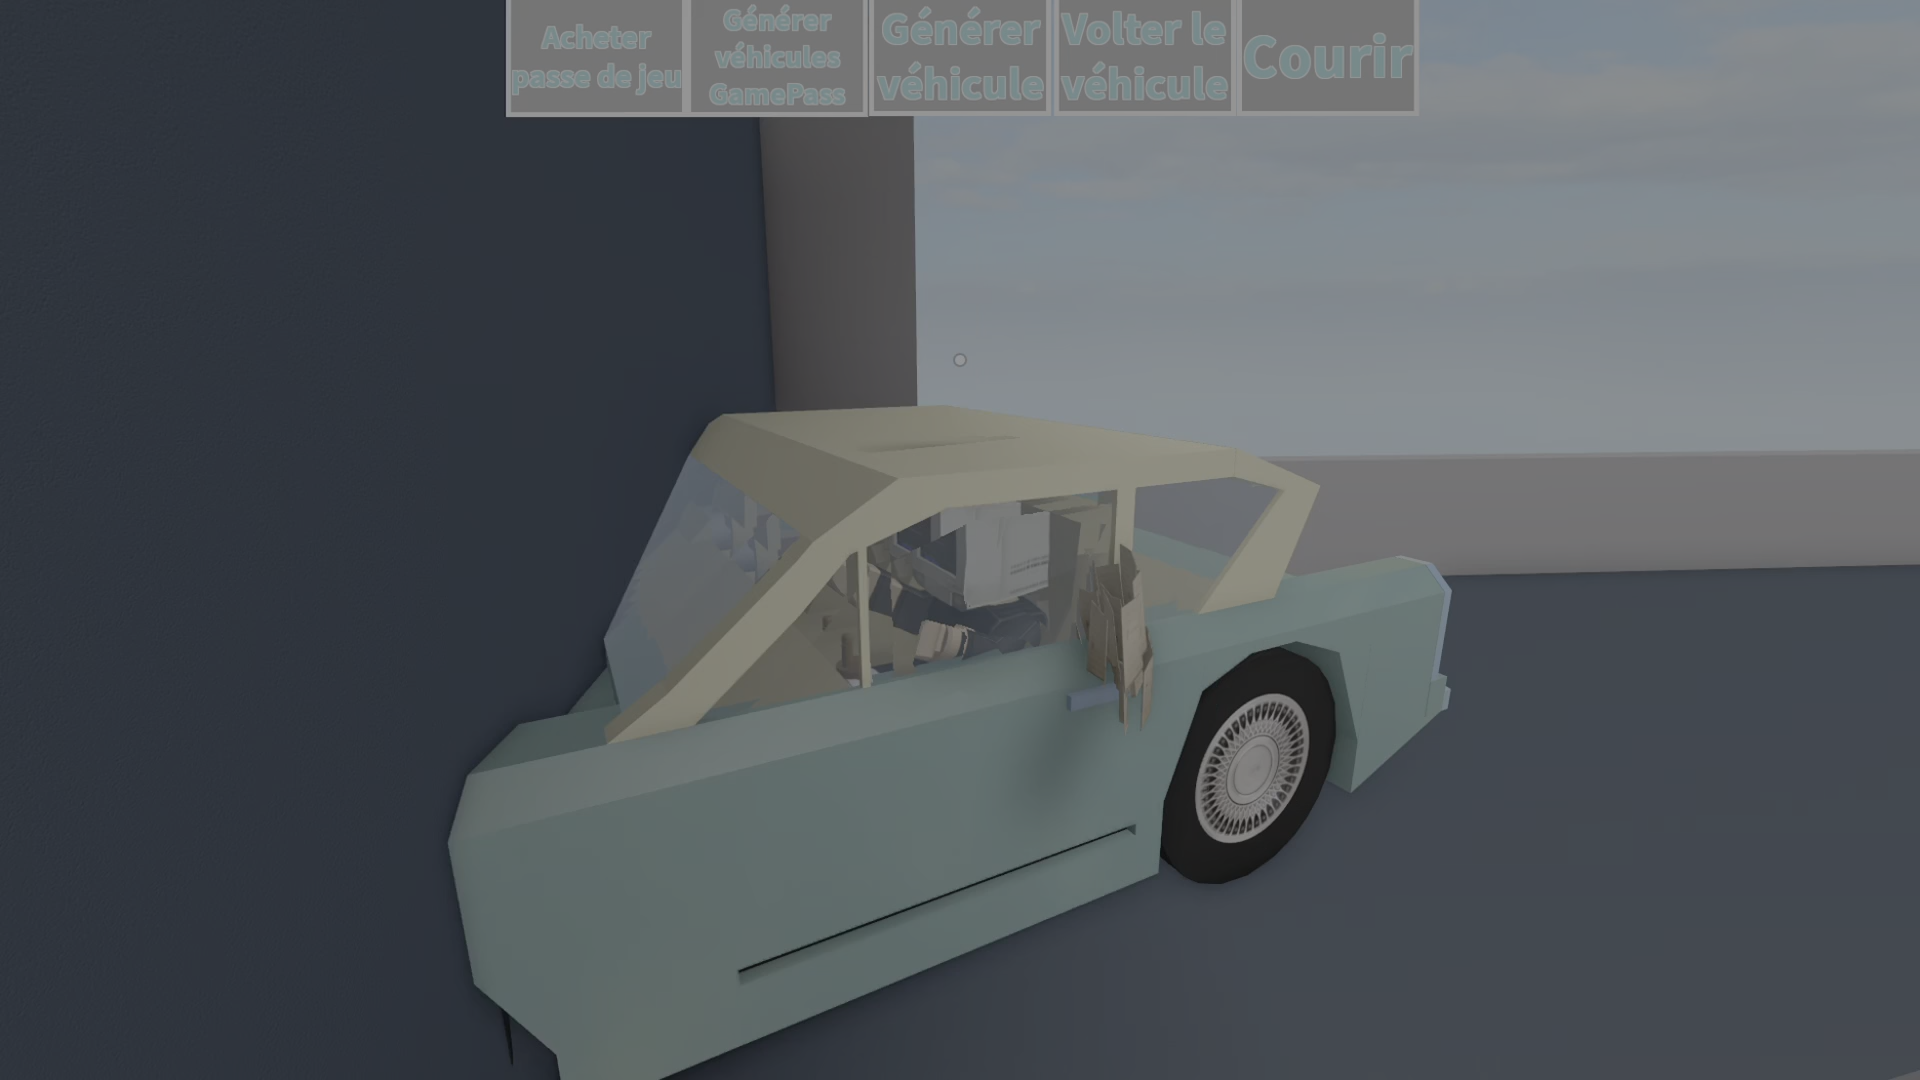 Acheter
passe de jeu
Générer
véhicules
GamePass
Générer
véhicule
Volter le
véhicule
Courir